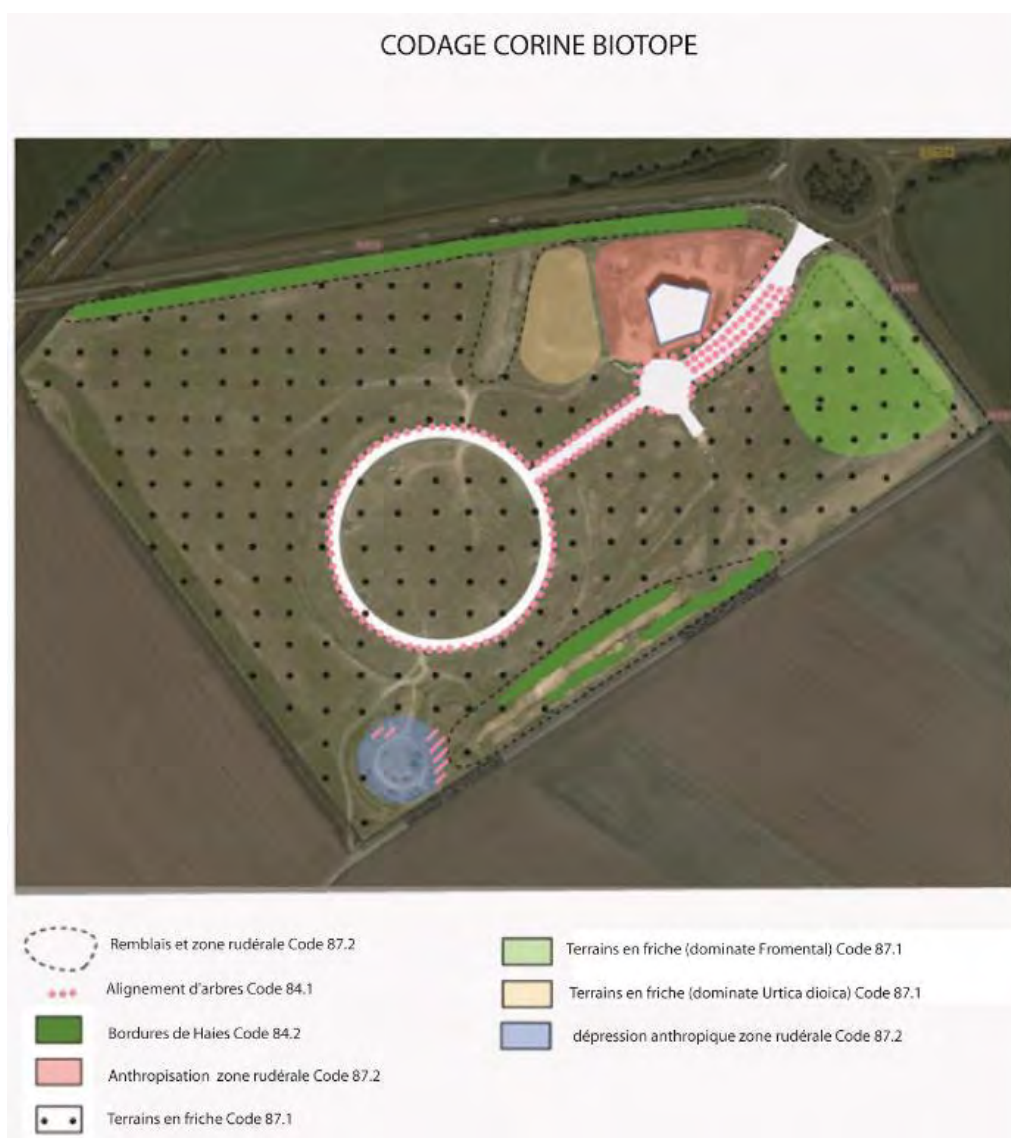 CODAGE CORINE BIOTOPE
Remblais et zone rudérale Code 87.2
Alignement d'arbres Code 84.1
Bordures de Haies Code 84.2
Anthropisation zone rudérale Code 87.2
Terrains en friche Code 87.1
Terrains en friche (dominate Fromental) Code 87.1
Terrains en friche (dominate Urtica dioica) Code 87.1
dépression anthropique zone rudérale Code 87.2